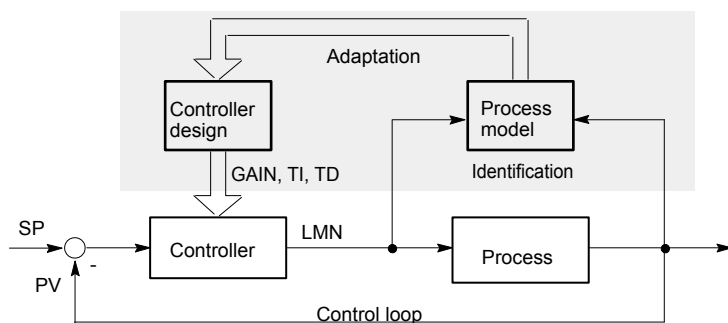 Adaptation
Controller
design
Process
model
Identification
GAIN, TI, TD
SP
Controller
LMN
Process
-
PV
Control loop